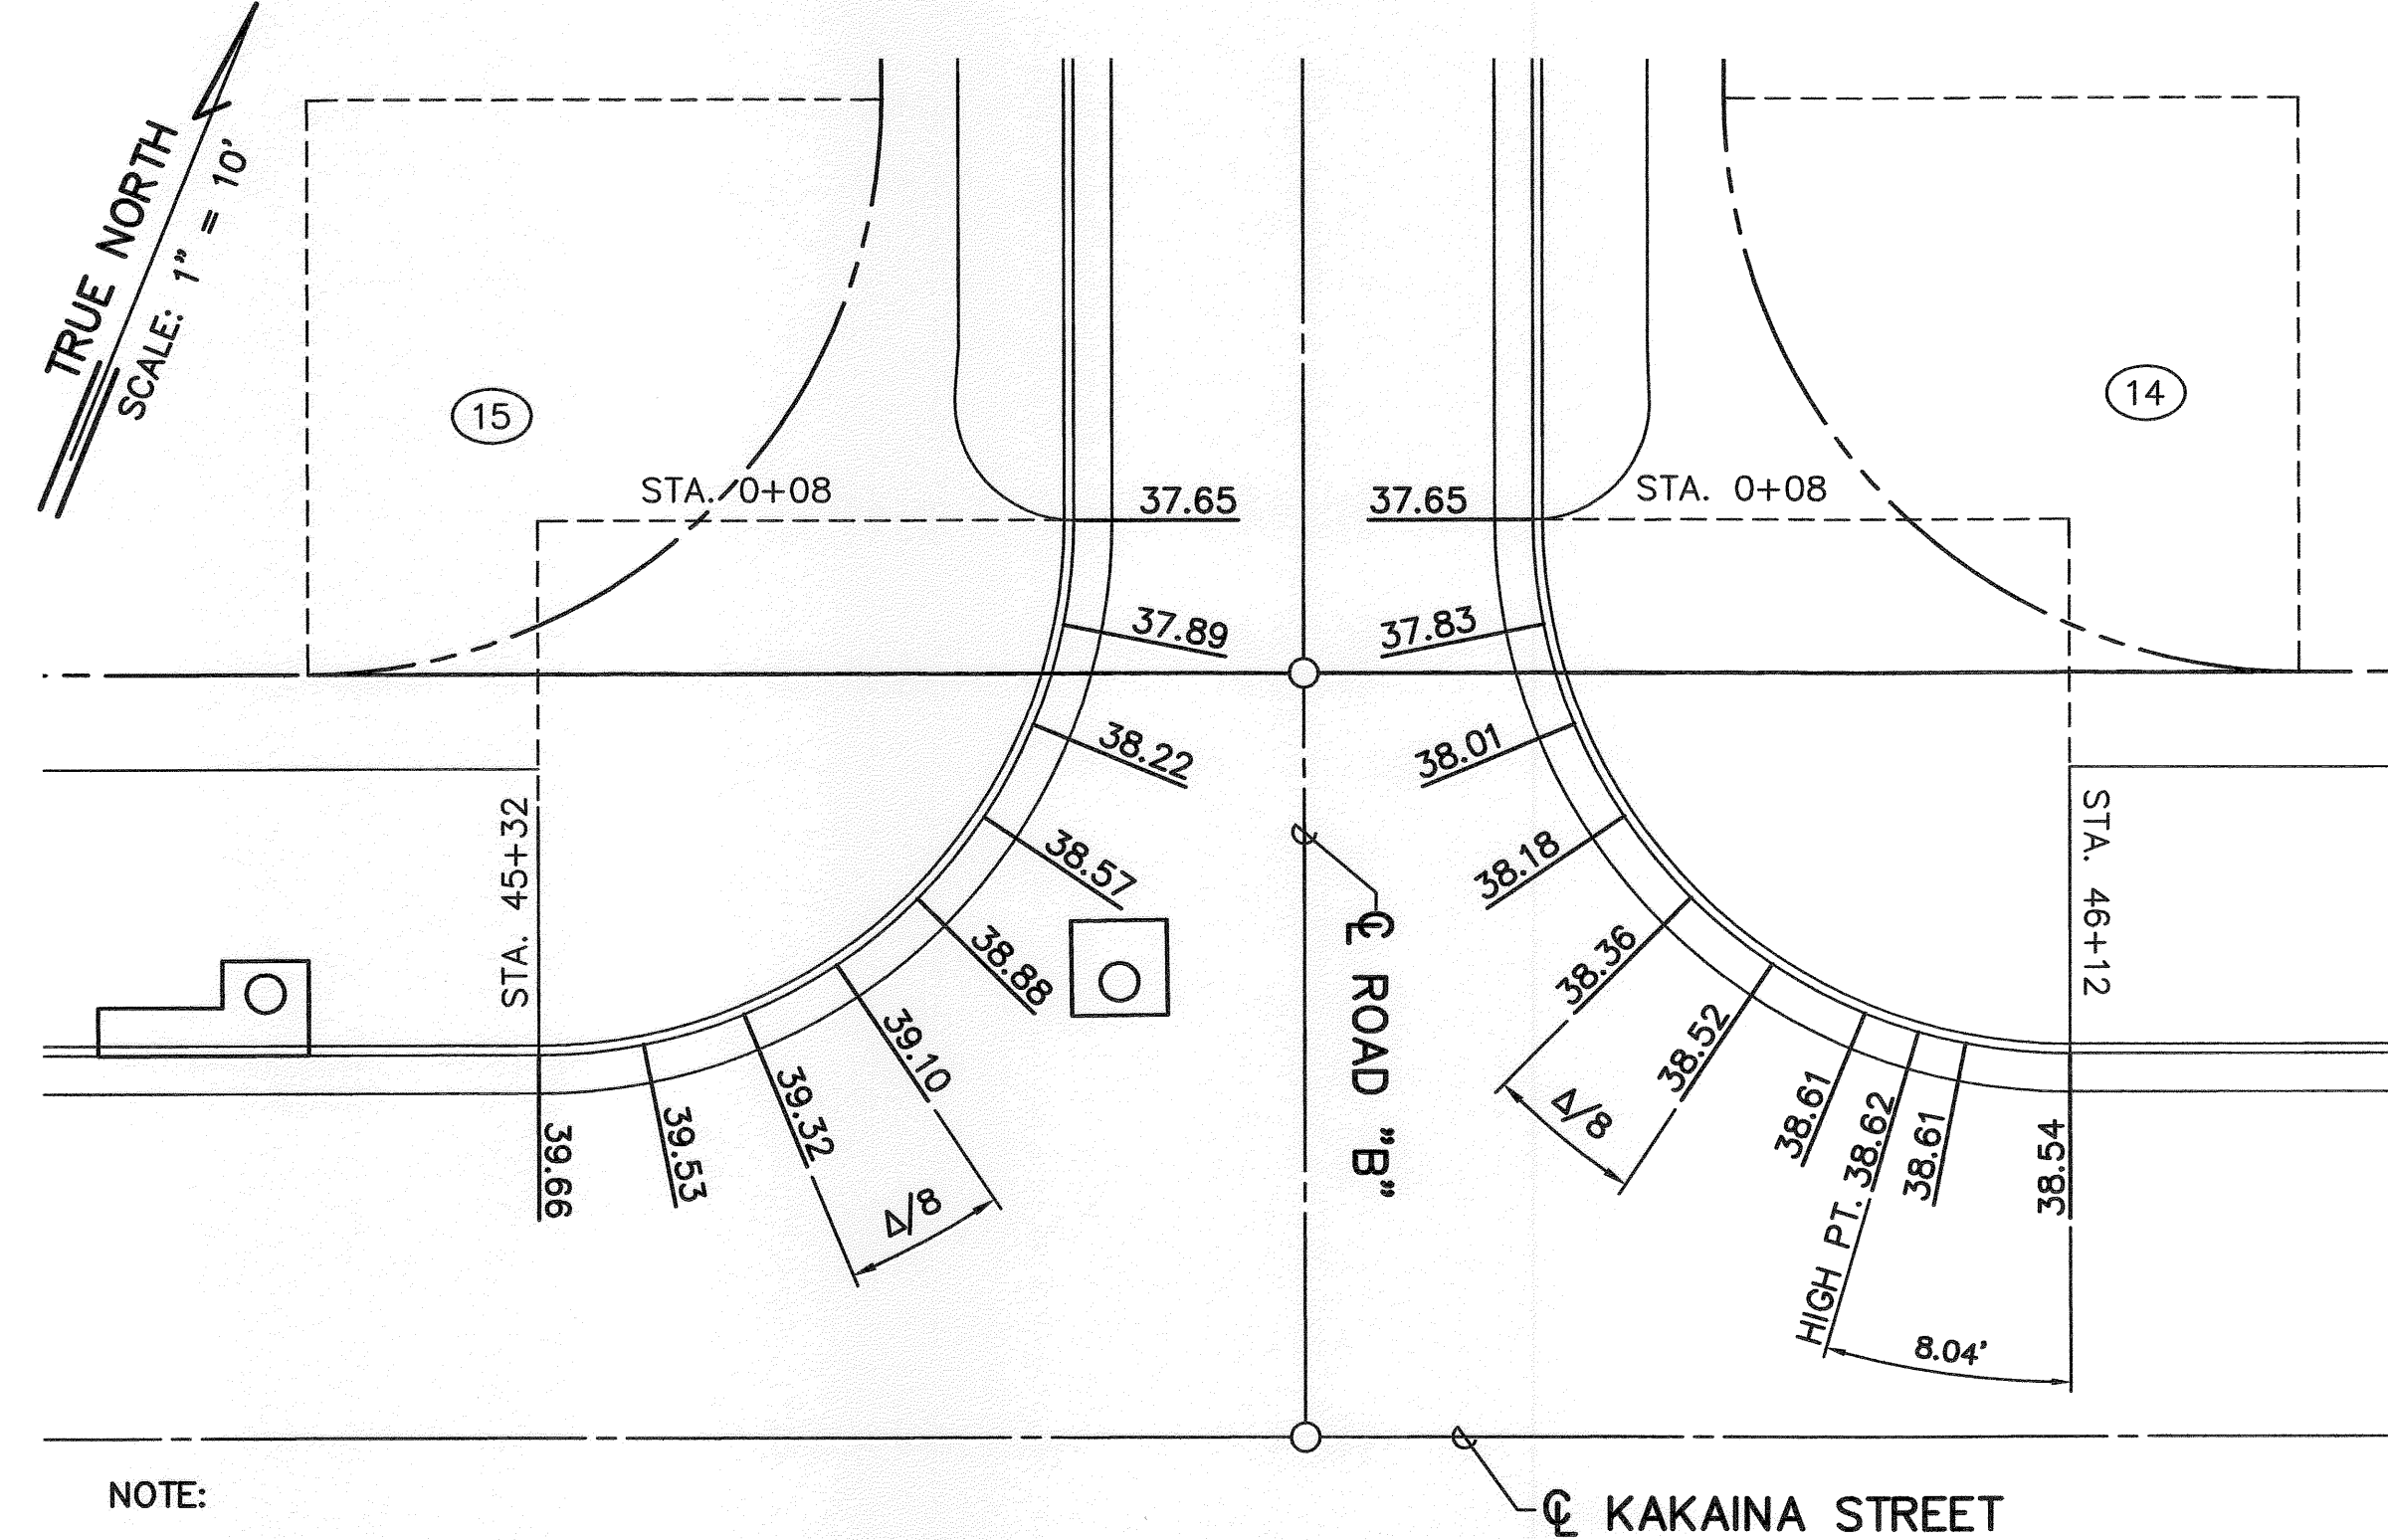 TRUE NORTH
SCALE: 1" = 10'
15
14
STA. 0+08
37.65
37.65
STA. 0+08
37.89
37.83
38.22
38.01
38.57
38.18
38.88
38.36
39.10
38.52
39.32
38.61
39.53
HIGH PT. 38.62
38.61
39.66
38.54
STA. 45+32
STA. 46+12
Δ/8
Δ/8
8.04'
℄ ROAD "B"
NOTE:
℄ KAKAINA STREET